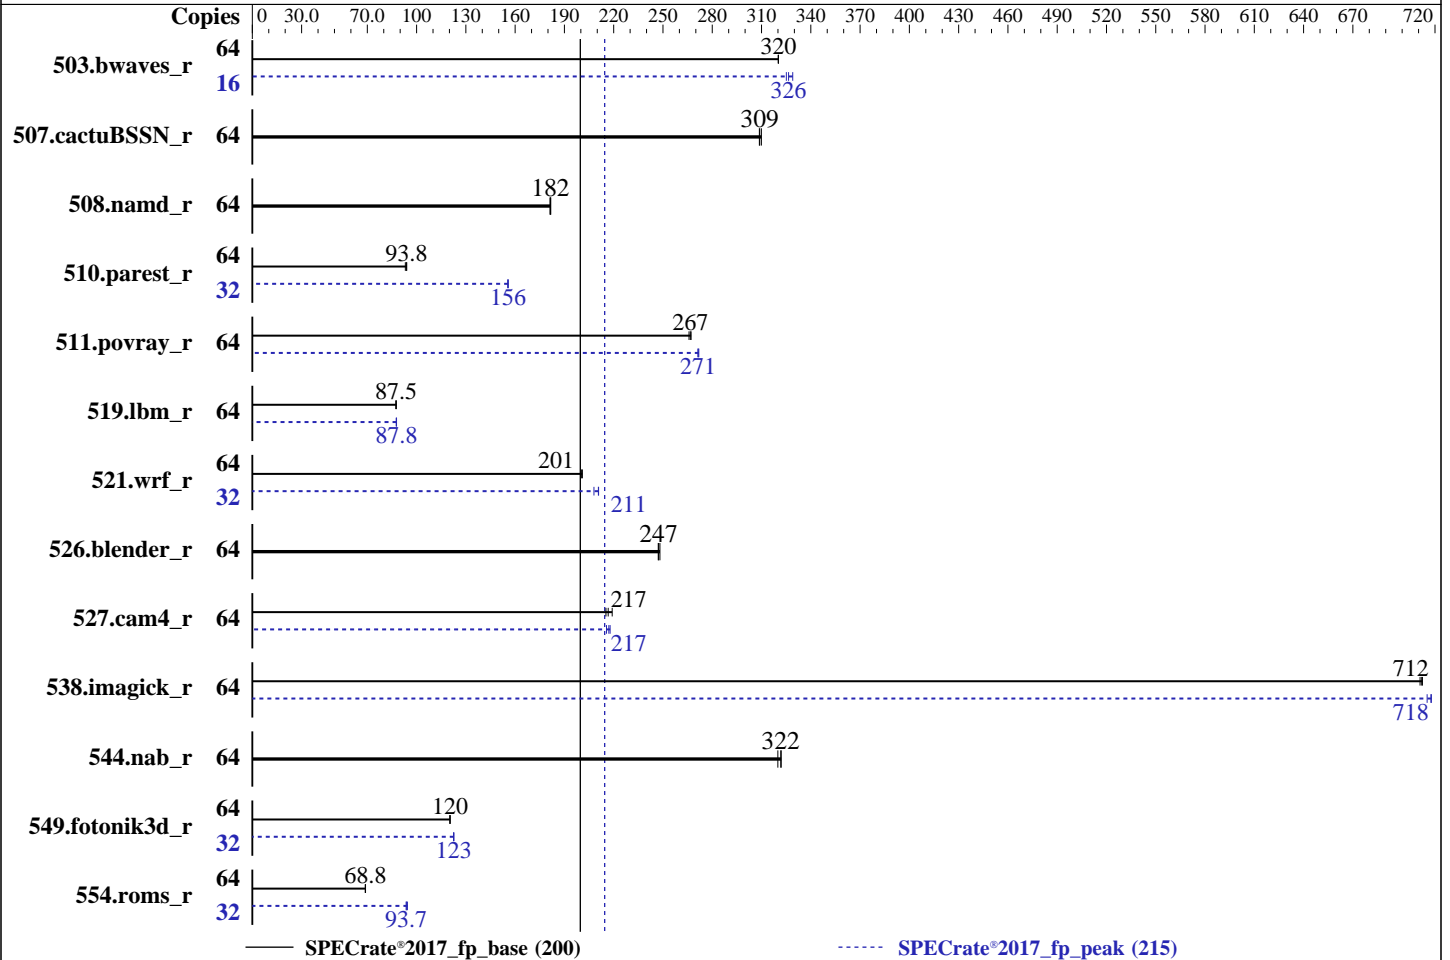 Copies 0 30.0 70.0 100 130 160 190 220 250 280 310 340 370 400 430 460 490 520 550 580 610 640 670 720
503.bwaves_r 64 320
16 326
507.cactuBSSN_r 64 309
508.namd_r 64 182
510.parest_r 64 93.8
32 156
511.povray_r 64 267
271
519.lbm_r 64 87.5
87.8
521.wrf_r 64 201
32 211
526.blender_r 64 247
527.cam4_r 64 217
217
538.imagick_r 64 712
718
544.nab_r 64 322
549.fotonik3d_r 64 120
32 123
554.roms_r 64 68.8
32 93.7
SPECrate®2017_fp_base (200) SPECrate®2017_fp_peak (215)